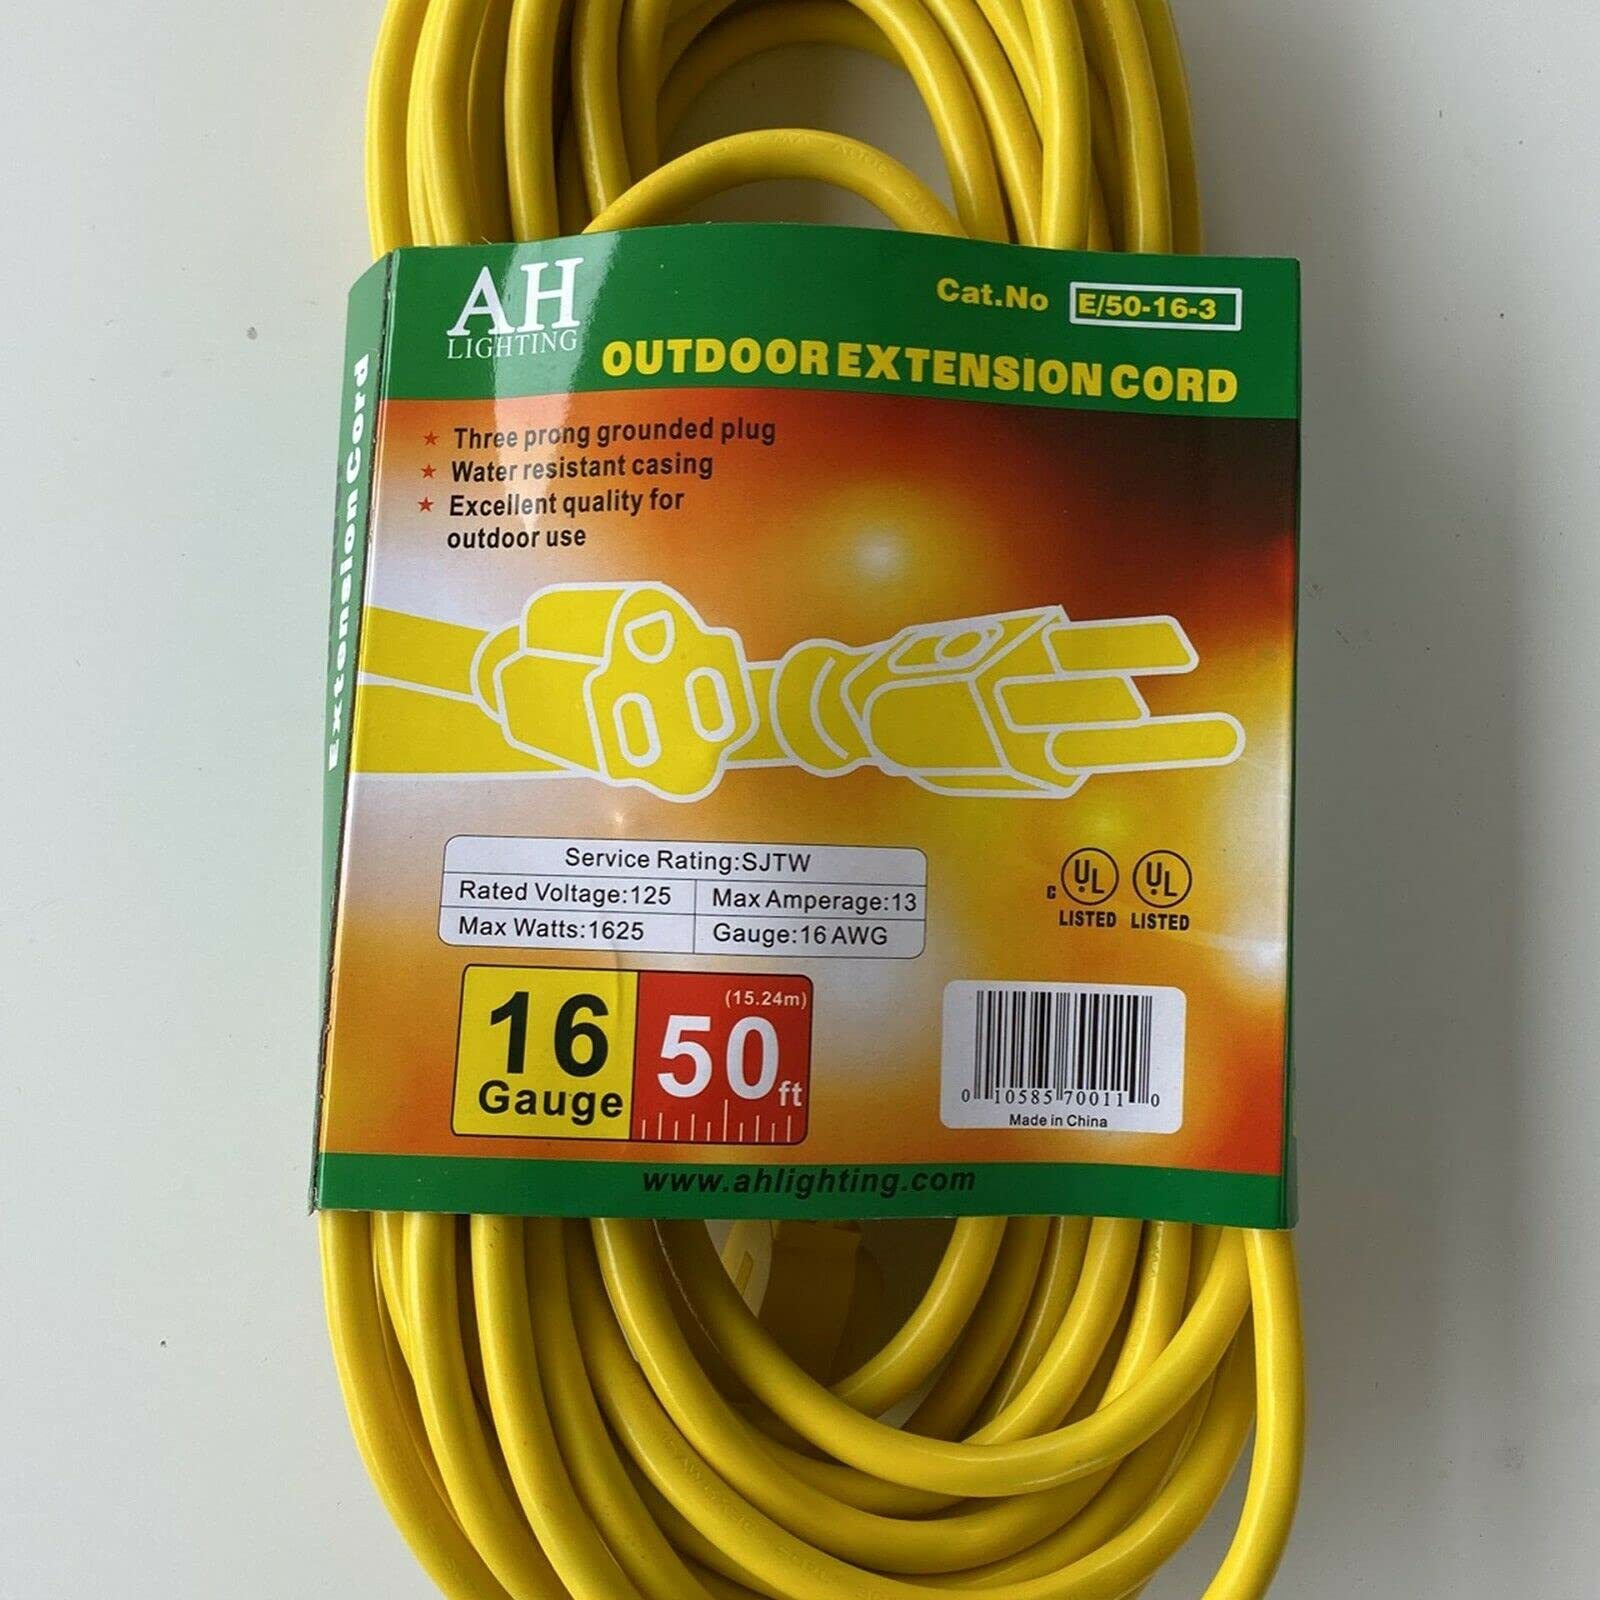 AH
LIGHTING
Cat.No E/50-16-3
OUTDOOR EXTENSION CORD
Extension Cord
★ Three prong grounded plug
★ Water resistant casing
★ Excellent quality for
outdoor use
Service Rating:SJTW
Rated Voltage:125 Max Amperage:13
Max Watts:1625 Gauge:16 AWG
C UL UL
LISTED LISTED
16
Gauge
(15.24m)
50 ft
0 10585 70011 0
Made in China
www.ahlighting.com